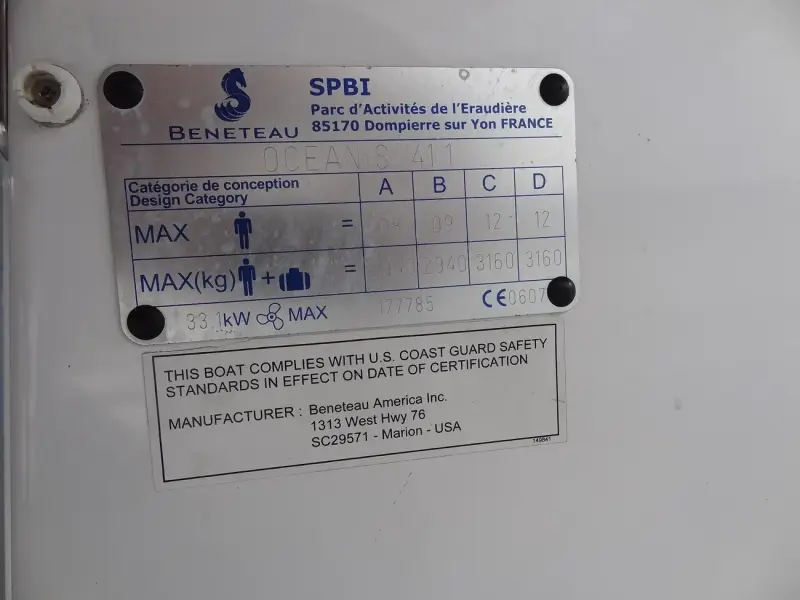 BENETEAU
SPBI
Parc d'Activités de l'Eraudière
85170 Dompierre sur Yon FRANCE
OCEANIS 411
Catégorie de conception
Design Category
A B C D
MAX = 09 12 12
MAX(kg) + = 2940 3160 3160
33.1kW MAX 177785 CE0607
THIS BOAT COMPLIES WITH U.S. COAST GUARD SAFETY
STANDARDS IN EFFECT ON DATE OF CERTIFICATION
MANUFACTURER : Beneteau America Inc.
1313 West Hwy 76
SC29571 - Marion - USA
149841